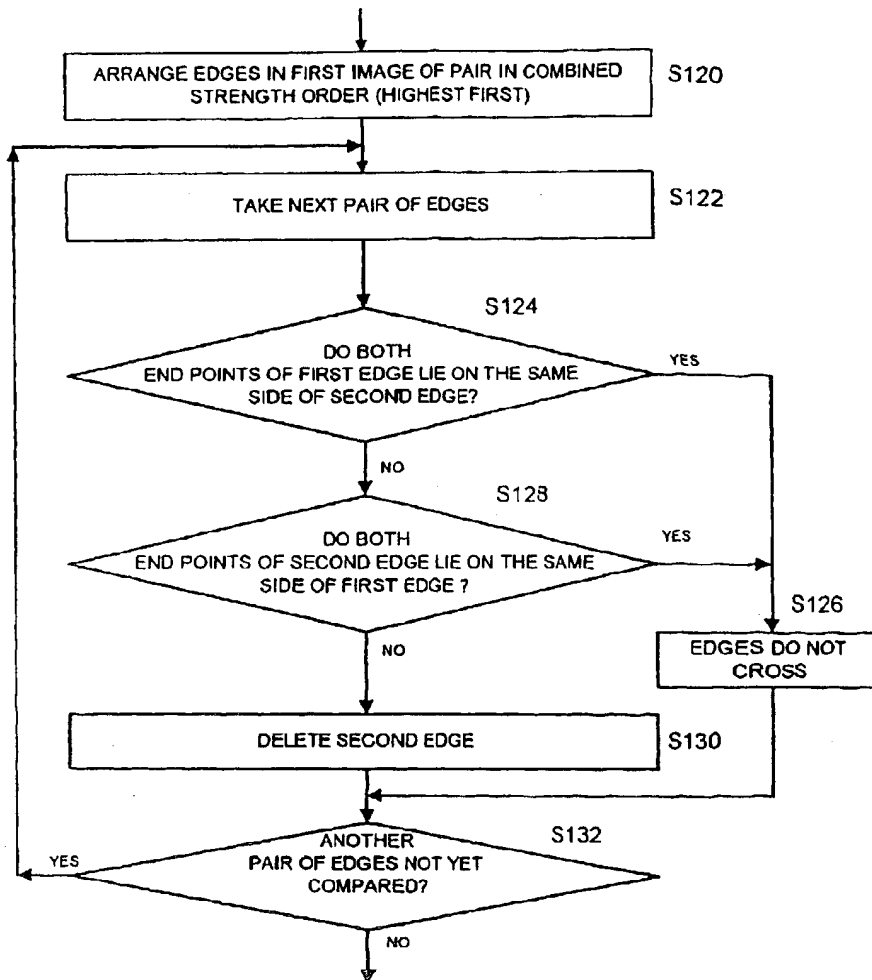 ARRANGE EDGES IN FIRST IMAGE OF PAIR IN COMBINED
STRENGTH ORDER (HIGHEST FIRST)
S120
TAKE NEXT PAIR OF EDGES
S122
S124
DO BOTH
END POINTS OF FIRST EDGE LIE ON THE SAME
SIDE OF SECOND EDGE?
YES
NO
S128
DO BOTH
END POINTS OF SECOND EDGE LIE ON THE SAME
SIDE OF FIRST EDGE ?
YES
S126
NO
EDGES DO NOT
CROSS
DELETE SECOND EDGE
S130
S132
ANOTHER
PAIR OF EDGES NOT YET
COMPARED?
YES
NO